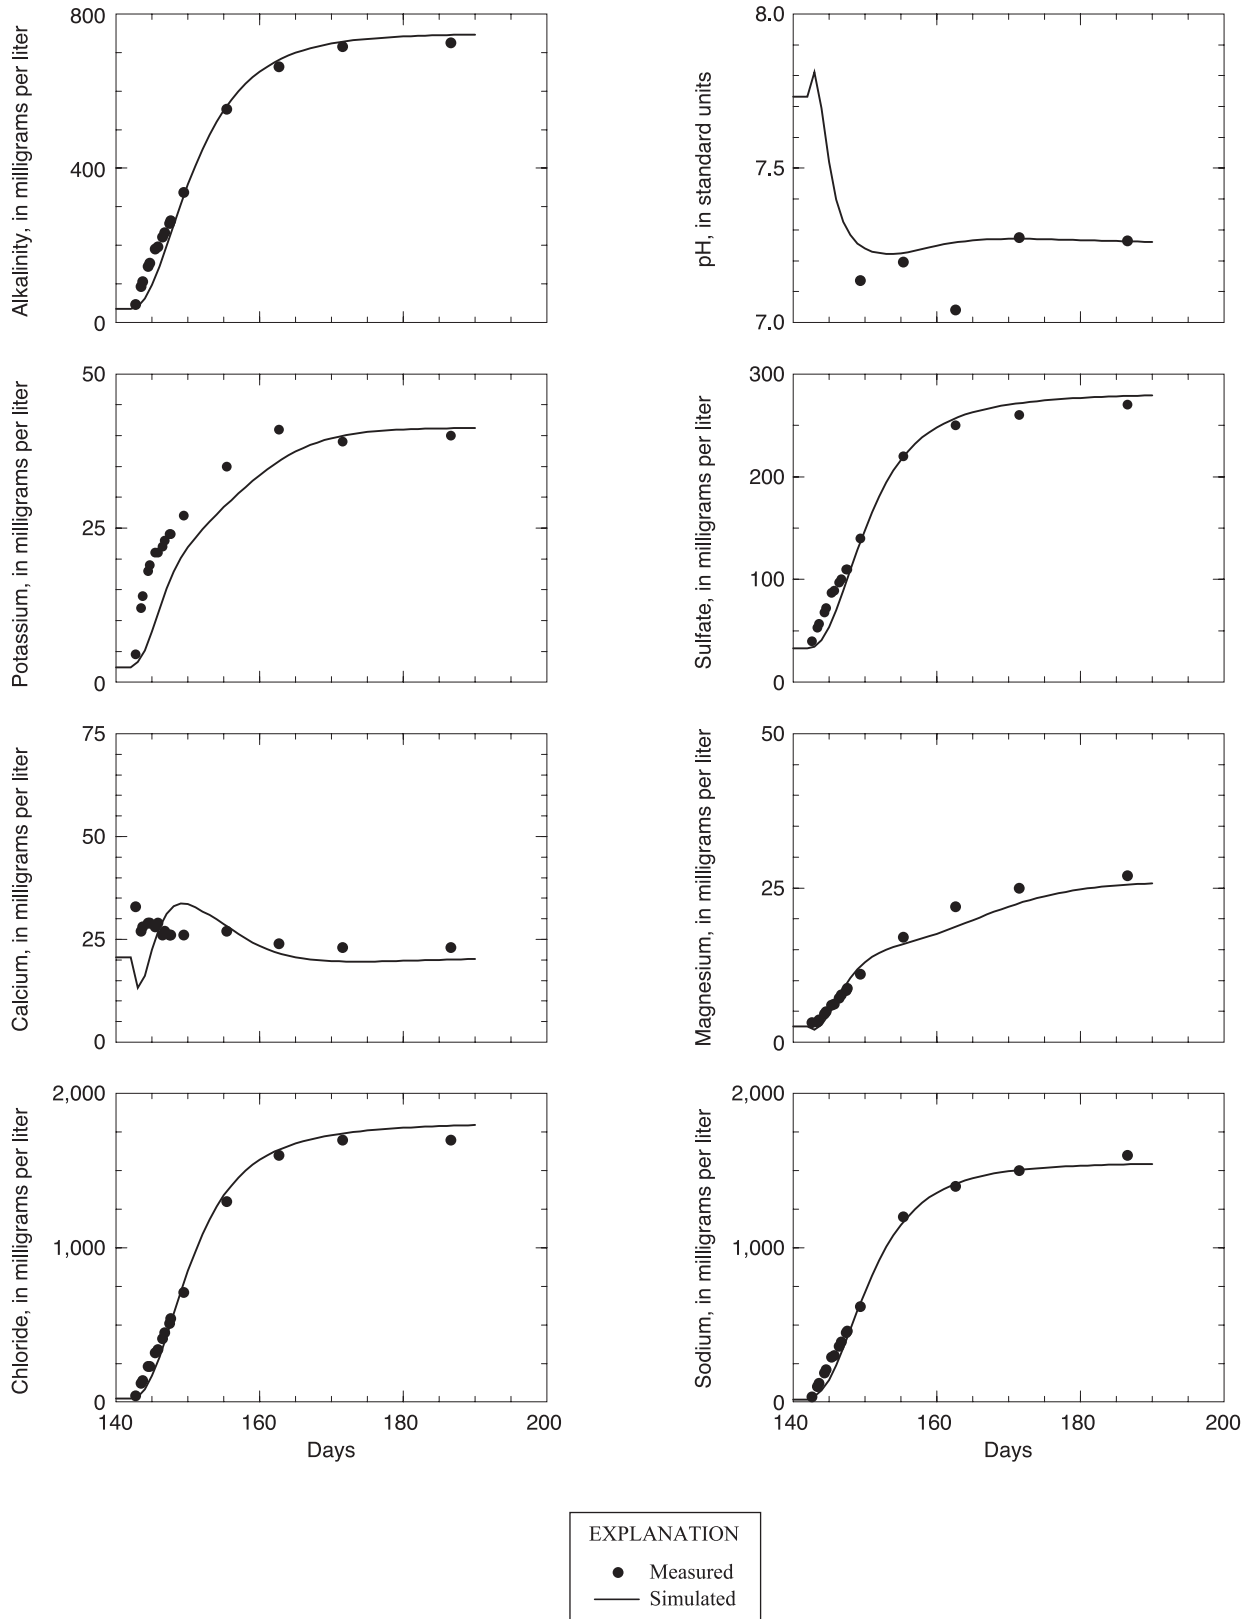 Alkalinity, in milligrams per liter
800
400
0
pH, in standard units
8.0
7.5
7.0
Potassium, in milligrams per liter
50
25
0
Sulfate, in milligrams per liter
300
200
100
0
Calcium, in milligrams per liter
75
50
25
0
Magnesium, in milligrams per liter
50
25
0
Chloride, in milligrams per liter
2,000
1,000
0
140 160 180 200
Days
Sodium, in milligrams per liter
2,000
1,000
0
140 160 180 200
Days
EXPLANATION
Measured
Simulated